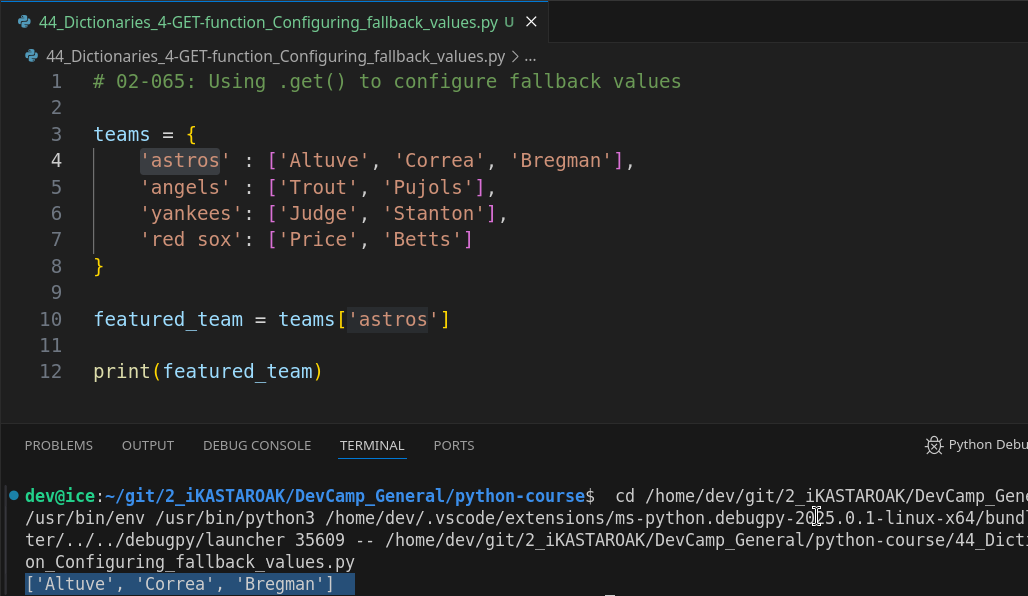 44_Dictionaries_4-GET-function_Configuring_fallback_values.py U
44_Dictionaries_4-GET-function_Configuring_fallback_values.py > ...
1 # 02-065: Using .get() to configure fallback values
2
3 teams = {
4 'astros' : ['Altuve', 'Correa', 'Bregman'],
5 'angels' : ['Trout', 'Pujols'],
6 'yankees': ['Judge', 'Stanton'],
7 'red sox': ['Price', 'Betts']
8 }
9
10 featured_team = teams['astros']
11
12 print(featured_team)
PROBLEMS OUTPUT DEBUG CONSOLE TERMINAL PORTS Python Debu
dev@ice:~/git/2_iKASTAROAK/DevCamp_General/python-course$ cd /home/dev/git/2_iKASTAROAK/DevCamp_Gene
/usr/bin/env /usr/bin/python3 /home/dev/.vscode/extensions/ms-python.debugpy-2025.0.1-linux-x64/bundl
ter/../../debugpy/launcher 35609 -- /home/dev/git/2_iKASTAROAK/DevCamp_General/python-course/44_Dicti
on_Configuring_fallback_values.py
['Altuve', 'Correa', 'Bregman']